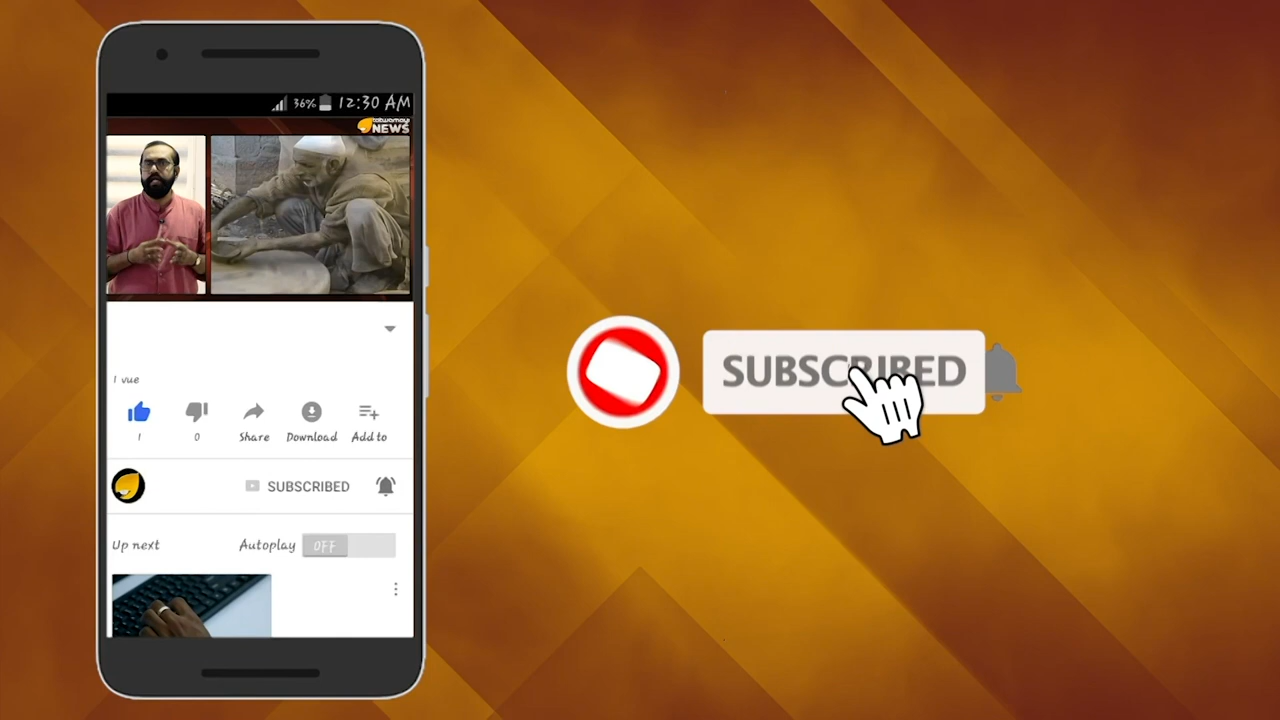 36% 12:30 AM
tatwamayi
NEWS
1 vue
1
0
Share
Download
Add to
SUBSCRIBED
Up next
Autoplay
OFF
SUBSCRIBED